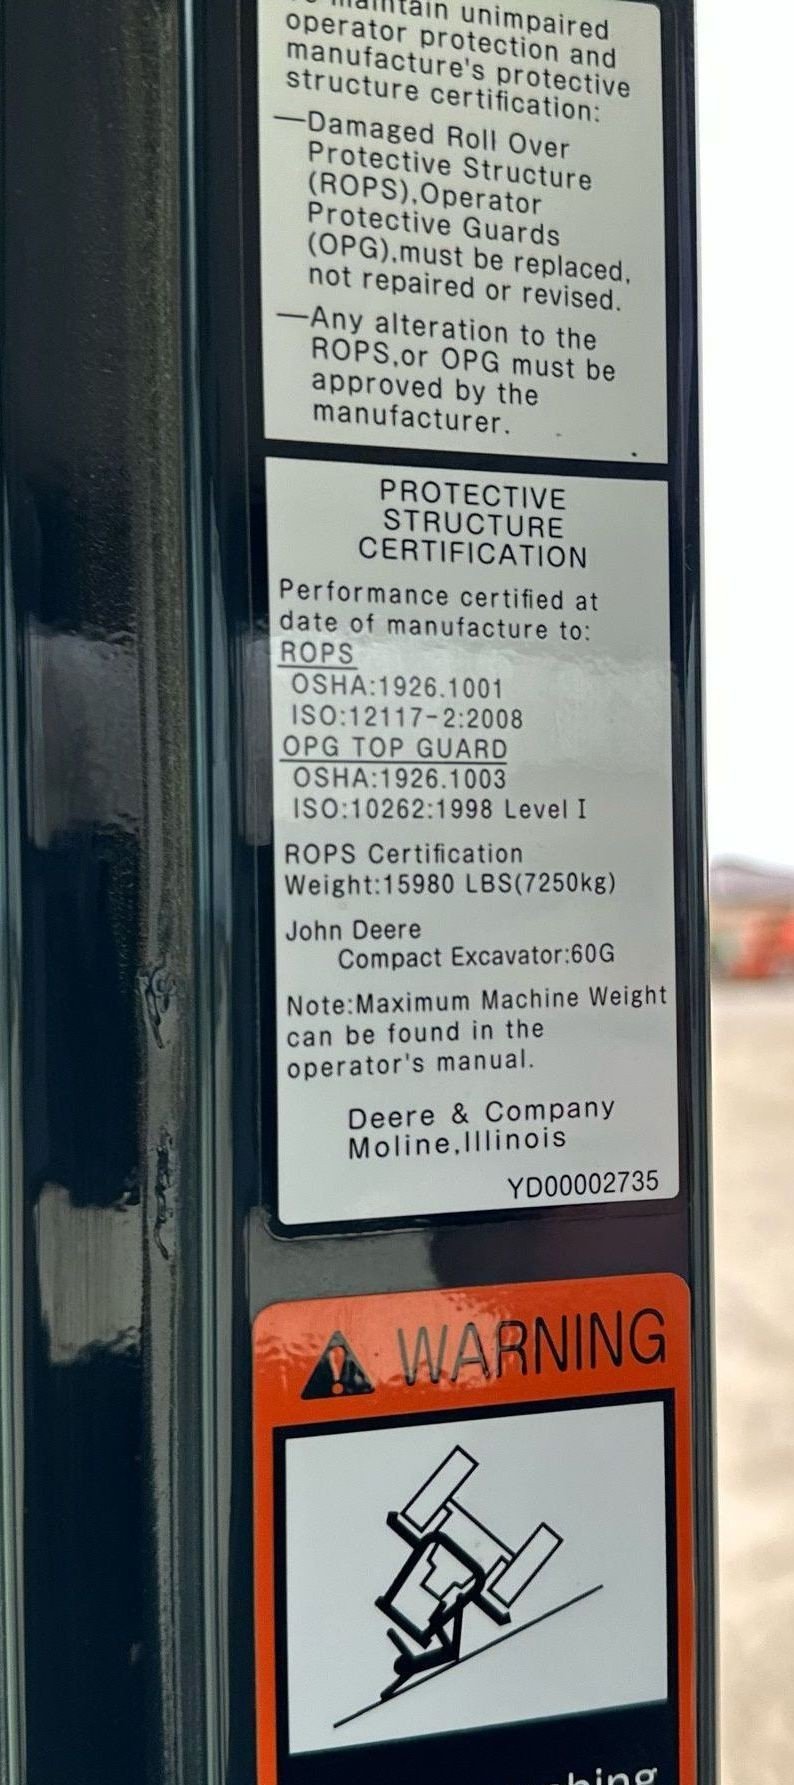 maintain unimpaired
operator protection and
manufacture's protective
structure certification:
—Damaged Roll Over
Protective Structure
(ROPS),Operator
Protective Guards
(OPG),must be replaced,
not repaired or revised.
—Any alteration to the
ROPS,or OPG must be
approved by the
manufacturer.
PROTECTIVE
STRUCTURE
CERTIFICATION
Performance certified at
date of manufacture to:
ROPS
OSHA:1926.1001
ISO:12117-2:2008
OPG TOP GUARD
OSHA:1926.1003
ISO:10262:1998 Level I
ROPS Certification
Weight:15980 LBS(7250kg)
John Deere
Compact Excavator:60G
Note:Maximum Machine Weight
can be found in the
operator's manual.
Deere & Company
Moline,Illinois
YD00002735
WARNING